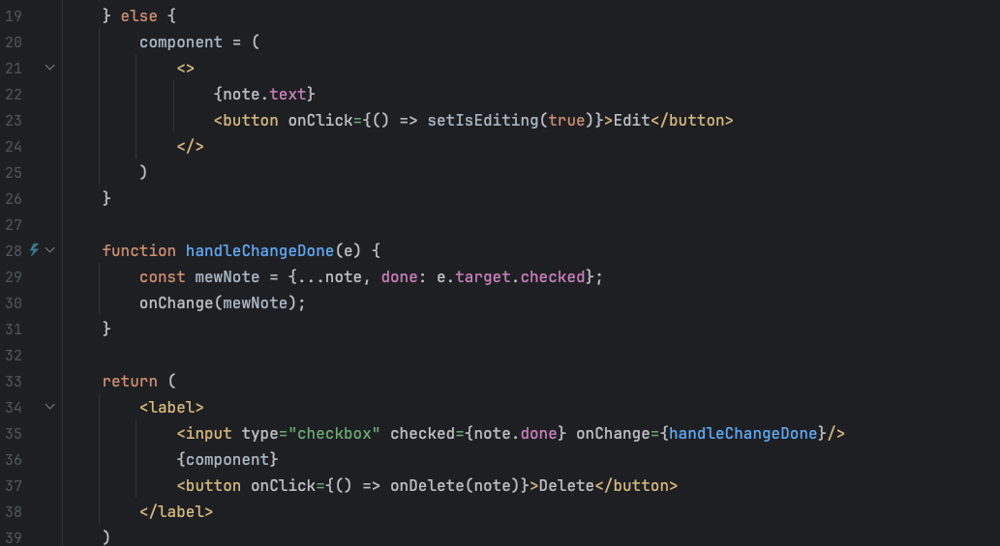 19 } else {
20 component = (
21 <>
22 {note.text}
23 <button onClick={() => setIsEditing(true)}>Edit</button>
24 </>
25 )
26 }
27
28 function handleChangeDone(e) {
29 const mewNote = {...note, done: e.target.checked};
30 onChange(mewNote);
31 }
32
33 return (
34 <label>
35 <input type="checkbox" checked={note.done} onChange={handleChangeDone}/>
36 {component}
37 <button onClick={() => onDelete(note)}>Delete</button>
38 </label>
39 )